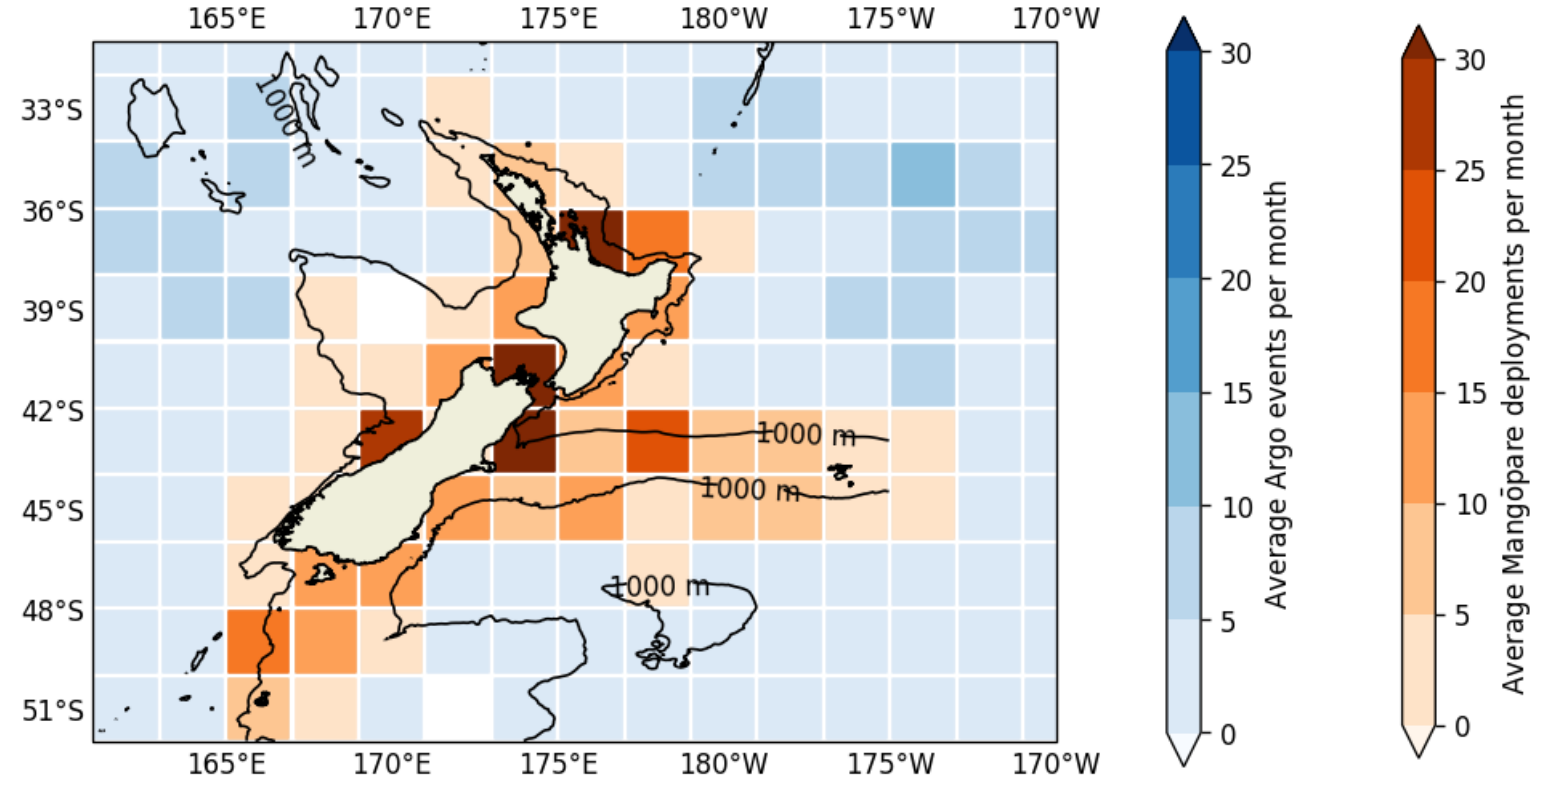 165°E 170°E 175°E 180°W 175°W 170°W
33°S
36°S
39°S
42°S
45°S
48°S
51°S
1000 m
1000 m
1000 m
1000 m
165°E 170°E 175°E 180°W 175°W 170°W
30
25
20
15
10
5
0
Average Argo events per month
30
25
20
15
10
5
0
Average Mangōpare deployments per month